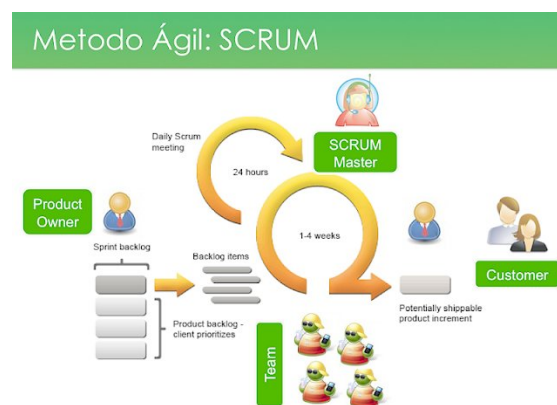 Metodo Ágil: SCRUM
Daily Scrum
meeting
24 hours
SCRUM
Master
Product
Owner
1-4 weeks
Sprint backlog
Backlog items
Customer
Potentially shippable
product increment
Product backlog -
client prioritizes
Team